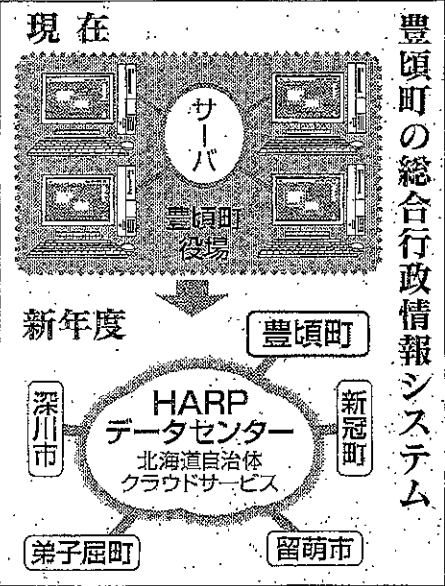 豊頃町の総合行政情報システム
現在
サーバ
豊頃町
役場
新年度
豊頃町
HARP
データセンター
北海道自治体
クラウドサービス
深川市
新冠町
弟子屈町
留萌市